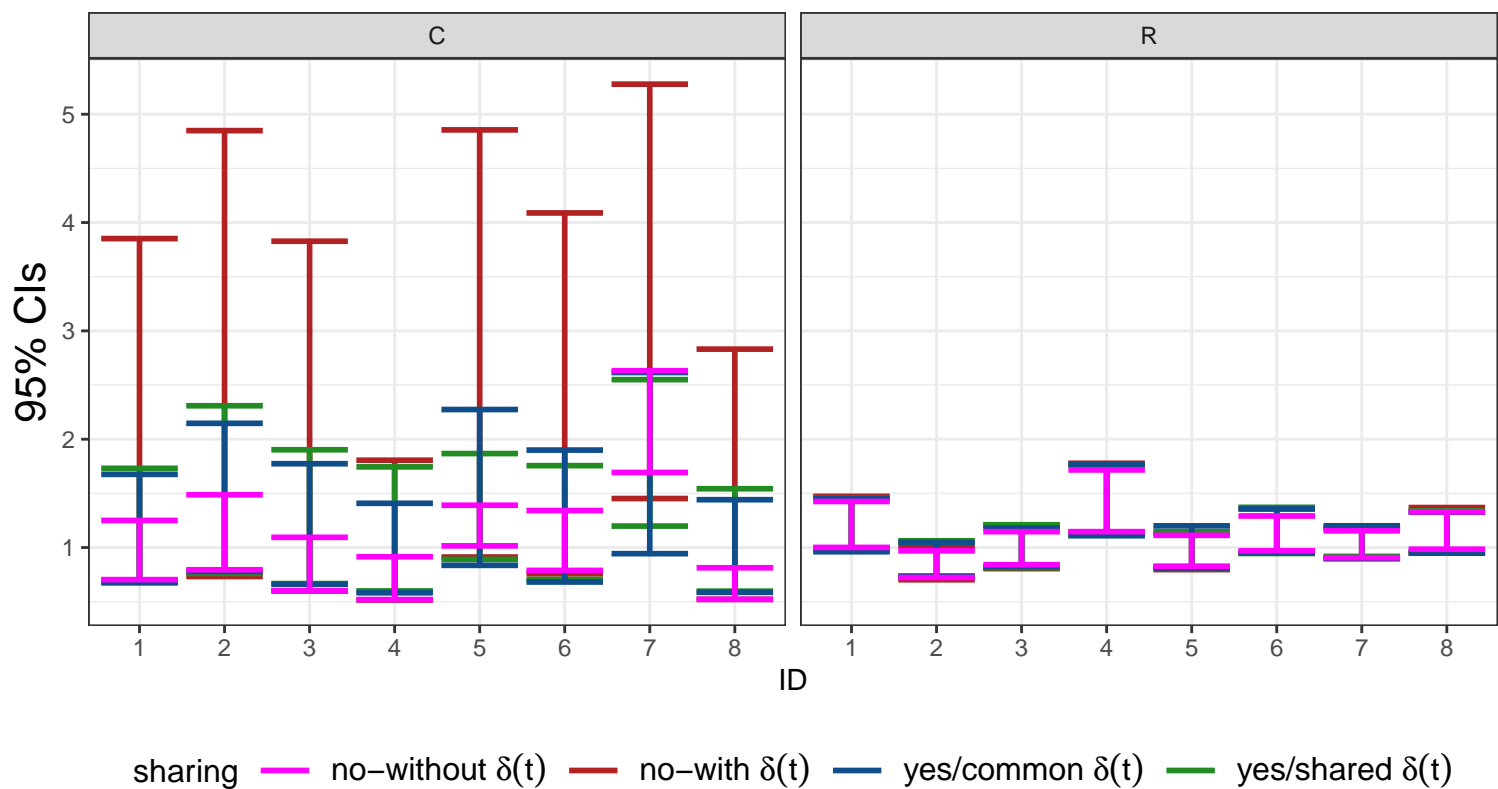 C R
95% CIs
5
4
3
2
1
1 2 3 4 5 6 7 8 1 2 3 4 5 6 7 8
ID
sharing no−without δ(t) no−with δ(t) yes/common δ(t) yes/shared δ(t)